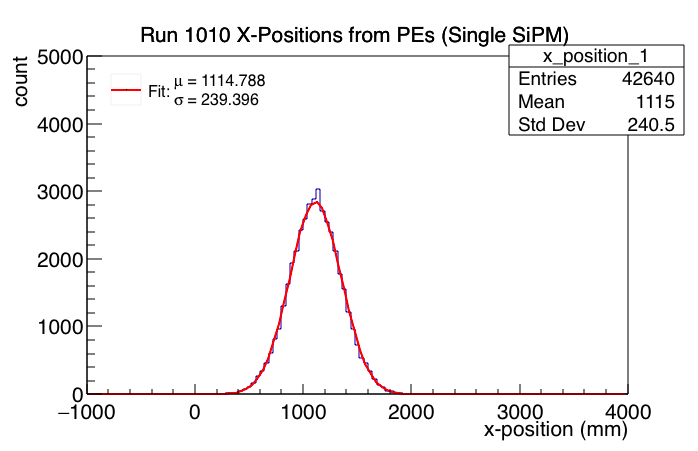 Run 1010 X-Positions from PEs (Single SiPM)
x_position_1
Entries 42640
Mean 1115
Std Dev 240.5
Fit: μ = 1114.788
σ = 239.396
count
5000
4000
3000
2000
1000
0
−1000 0 1000 2000 3000 4000
x-position (mm)